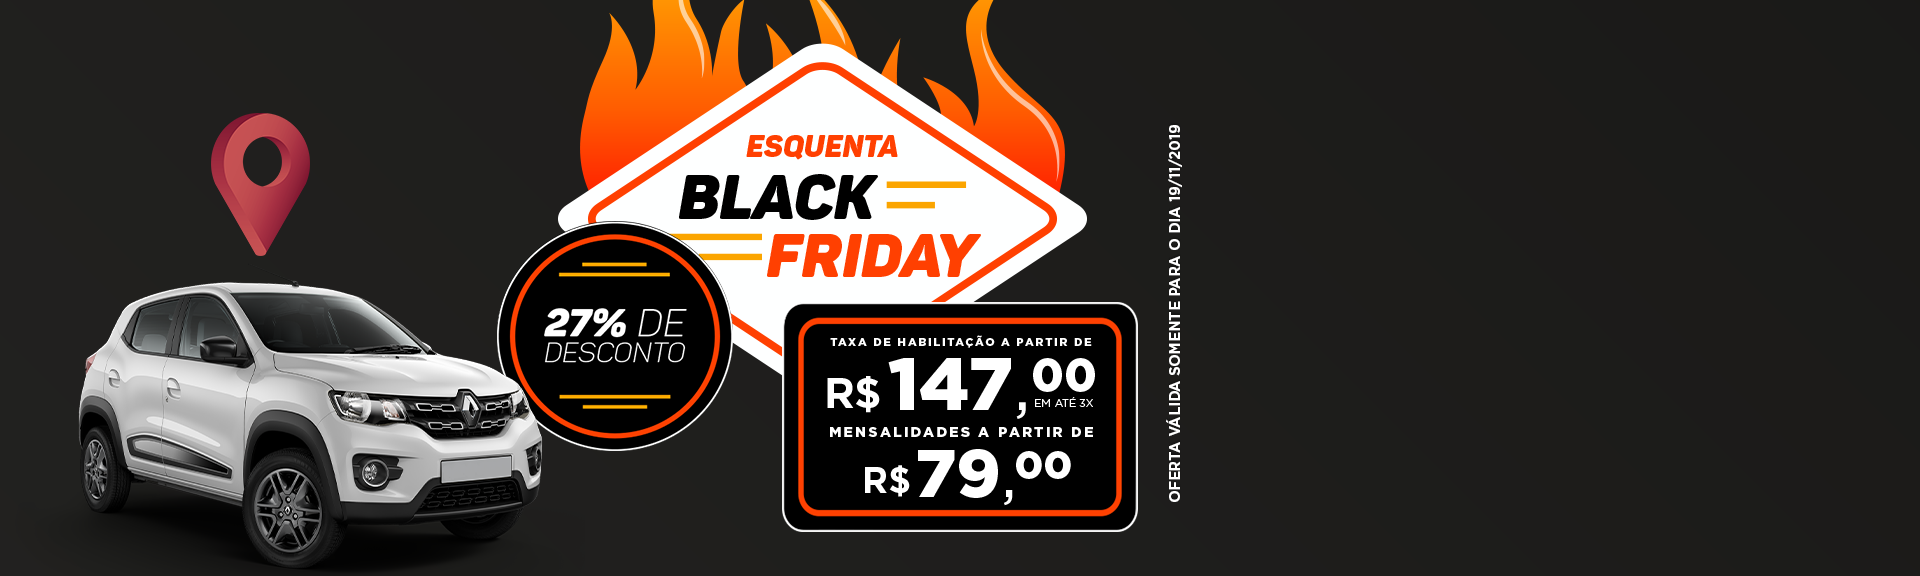 ESQUENTA
BLACK
FRIDAY
27% DE
DESCONTO
TAXA DE HABILITAÇÃO A PARTIR DE
R$ 147,00
EM ATÉ 3X
MENSALIDADES A PARTIR DE
R$ 79,00
OFERTA VÁLIDA SOMENTE PARA O DIA 19/11/2019